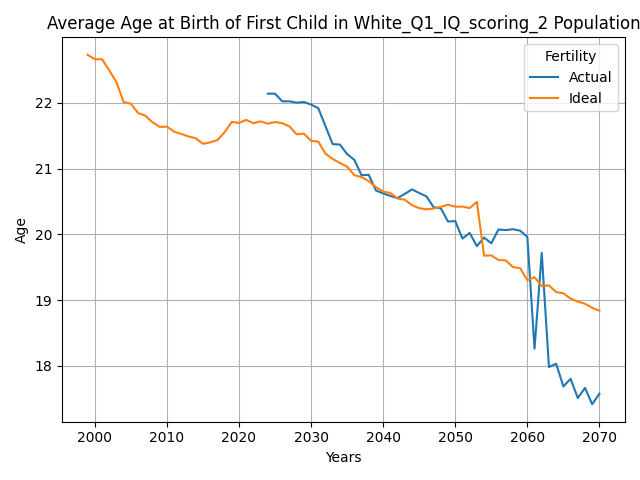 Average Age at Birth of First Child in White_Q1_IQ_scoring_2 Population
Fertility
Actual
Ideal
Age
22
21
20
19
18
2000 2010 2020 2030 2040 2050 2060 2070
Years